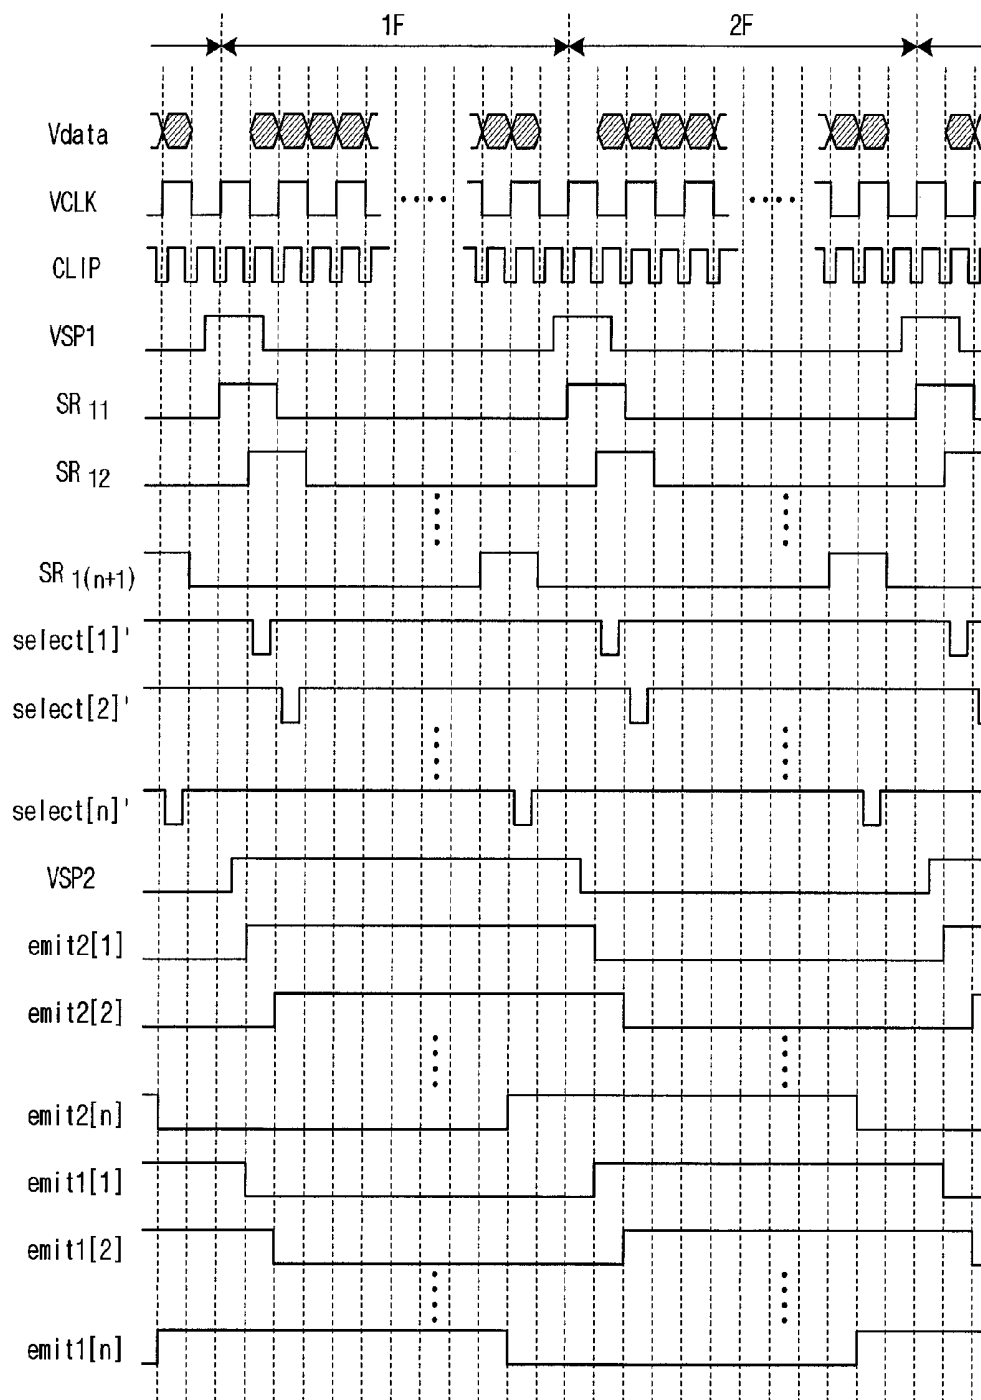 1F 2F
Vdata
VCLK
CLIP
VSP1
SR 11
SR 12
SR 1(n+1)
select[1]'
select[2]'
select[n]'
VSP2
emit2[1]
emit2[2]
emit2[n]
emit1[1]
emit1[2]
emit1[n]